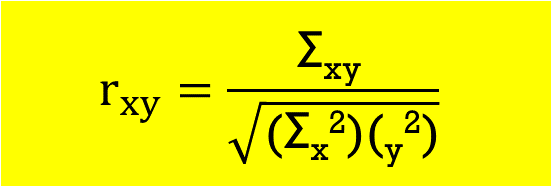 r_xy = Σ_xy / √((Σ_x²)(_y²))